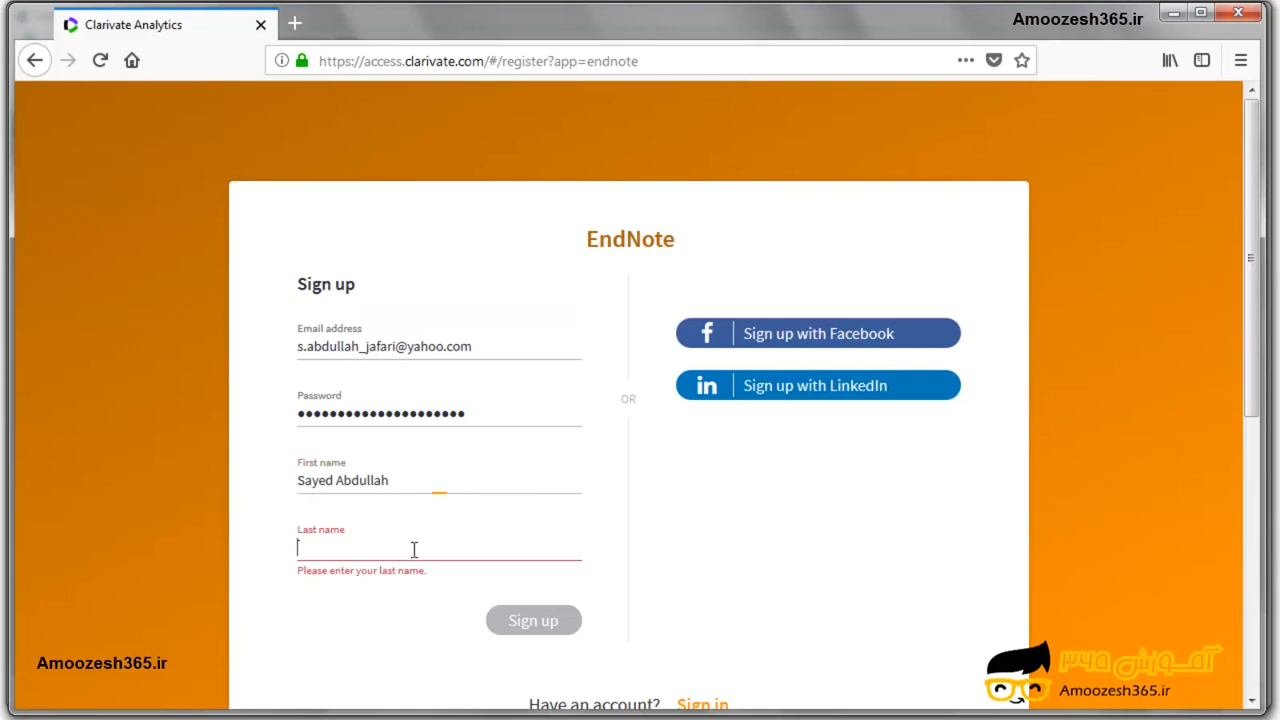 Clarivate Analytics
Amoozesh365.ir
https://access.clarivate.com/#/register?app=endnote
EndNote
Sign up
Email address
s.abdullah_jafari@yahoo.com
Password
•••••••••••••••••••••
First name
Sayed Abdullah
Last name
Please enter your last name.
Sign up
OR
Sign up with Facebook
Sign up with LinkedIn
Have an account? Sign in
Amoozesh365.ir
آموزش ۳۶۵
Amoozesh365.ir